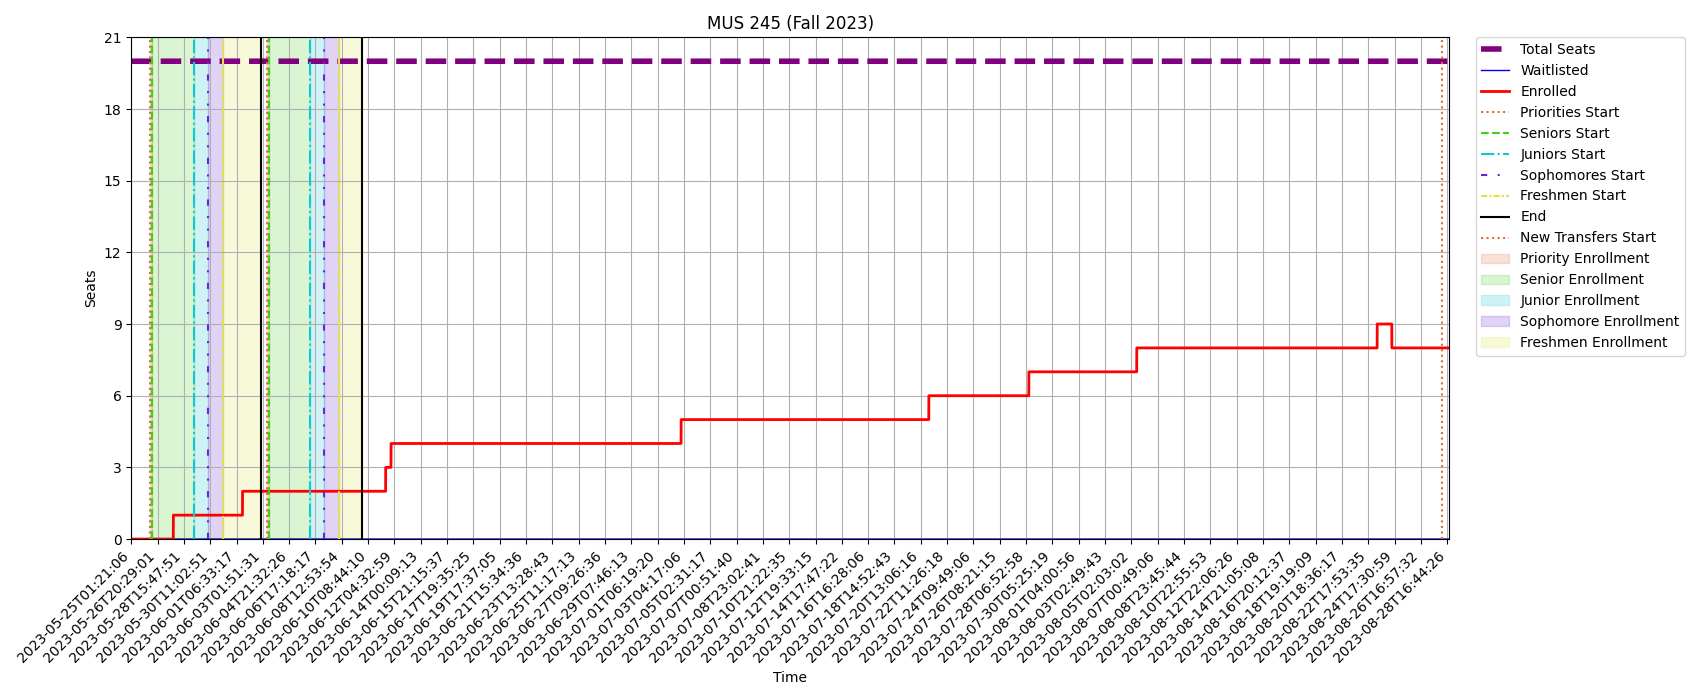 MUS 245 (Fall 2023)
21
18
15
12
9
6
3
0
Seats
2023-05-25T01:21:06
2023-05-26T20:29:01
2023-05-28T15:47:51
2023-05-30T11:02:51
2023-06-01T06:33:17
2023-06-03T01:51:31
2023-06-04T21:32:26
2023-06-06T17:18:17
2023-06-08T12:53:54
2023-06-10T08:44:10
2023-06-12T04:32:59
2023-06-14T00:09:13
2023-06-15T21:15:37
2023-06-17T19:35:25
2023-06-19T17:37:05
2023-06-21T15:34:36
2023-06-23T13:28:43
2023-06-25T11:17:13
2023-06-27T09:26:36
2023-06-29T07:46:13
2023-07-01T06:19:20
2023-07-03T04:17:06
2023-07-05T02:31:17
2023-07-07T00:51:40
2023-07-08T23:02:41
2023-07-10T21:22:35
2023-07-12T19:33:15
2023-07-14T17:47:22
2023-07-16T16:28:06
2023-07-18T14:52:43
2023-07-20T13:06:16
2023-07-22T11:26:18
2023-07-24T09:49:06
2023-07-26T08:21:15
2023-07-28T06:52:58
2023-07-30T05:25:19
2023-08-01T04:00:56
2023-08-03T02:49:43
2023-08-05T02:03:02
2023-08-07T00:49:06
2023-08-08T23:45:44
2023-08-10T22:55:53
2023-08-12T22:06:26
2023-08-14T21:05:08
2023-08-16T20:12:37
2023-08-18T19:19:09
2023-08-20T18:36:17
2023-08-22T17:53:35
2023-08-24T17:30:59
2023-08-26T16:57:32
2023-08-28T16:44:26
Time
Total Seats
Waitlisted
Enrolled
Priorities Start
Seniors Start
Juniors Start
Sophomores Start
Freshmen Start
End
New Transfers Start
Priority Enrollment
Senior Enrollment
Junior Enrollment
Sophomore Enrollment
Freshmen Enrollment